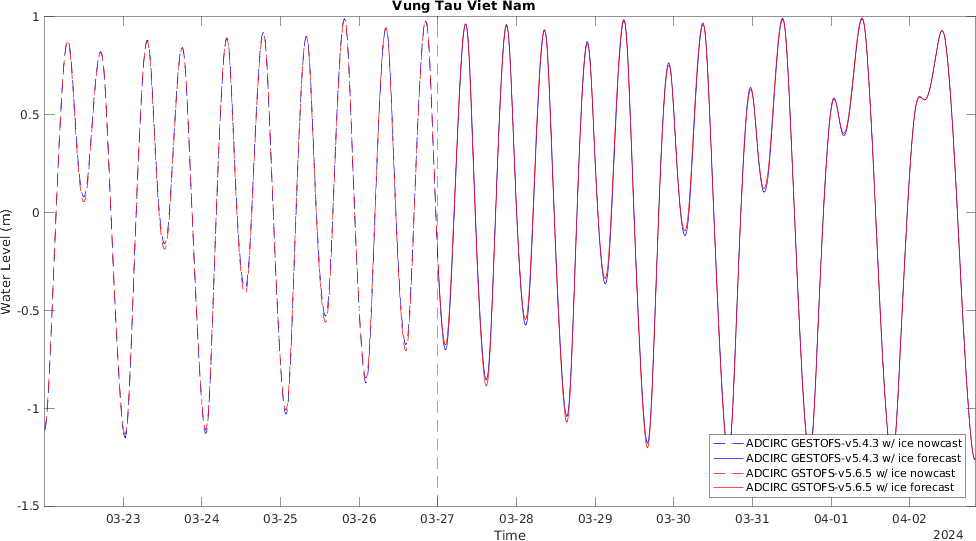 Vung Tau Viet Nam
1
0.5
0
-0.5
-1
-1.5
Water Level (m)
03-23 03-24 03-25 03-26 03-27 03-28 03-29 03-30 03-31 04-01 04-02
Time
2024
ADCIRC GESTOFS-v5.4.3 w/ ice nowcast
ADCIRC GESTOFS-v5.4.3 w/ ice forecast
ADCIRC GSTOFS-v5.6.5 w/ ice nowcast
ADCIRC GSTOFS-v5.6.5 w/ ice forecast